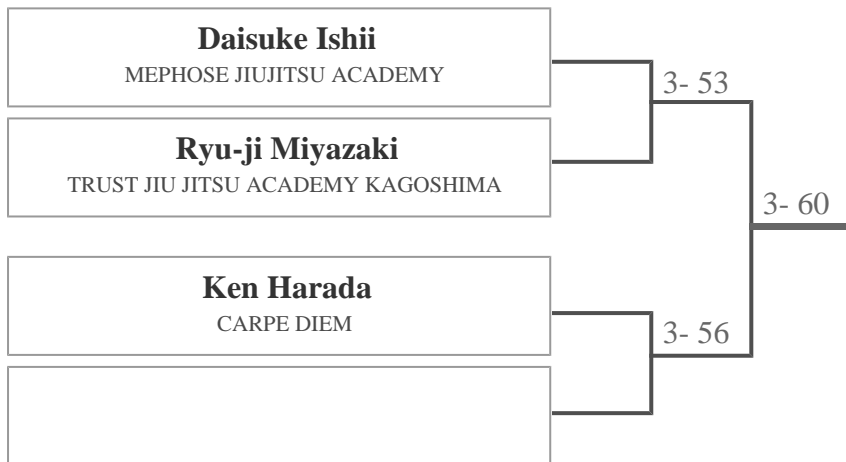 Daisuke Ishii
MEPHOSE JIUJITSU ACADEMY
3- 53
Ryu-ji Miyazaki
TRUST JIU JITSU ACADEMY KAGOSHIMA
3- 60
Ken Harada
CARPE DIEM
3- 56